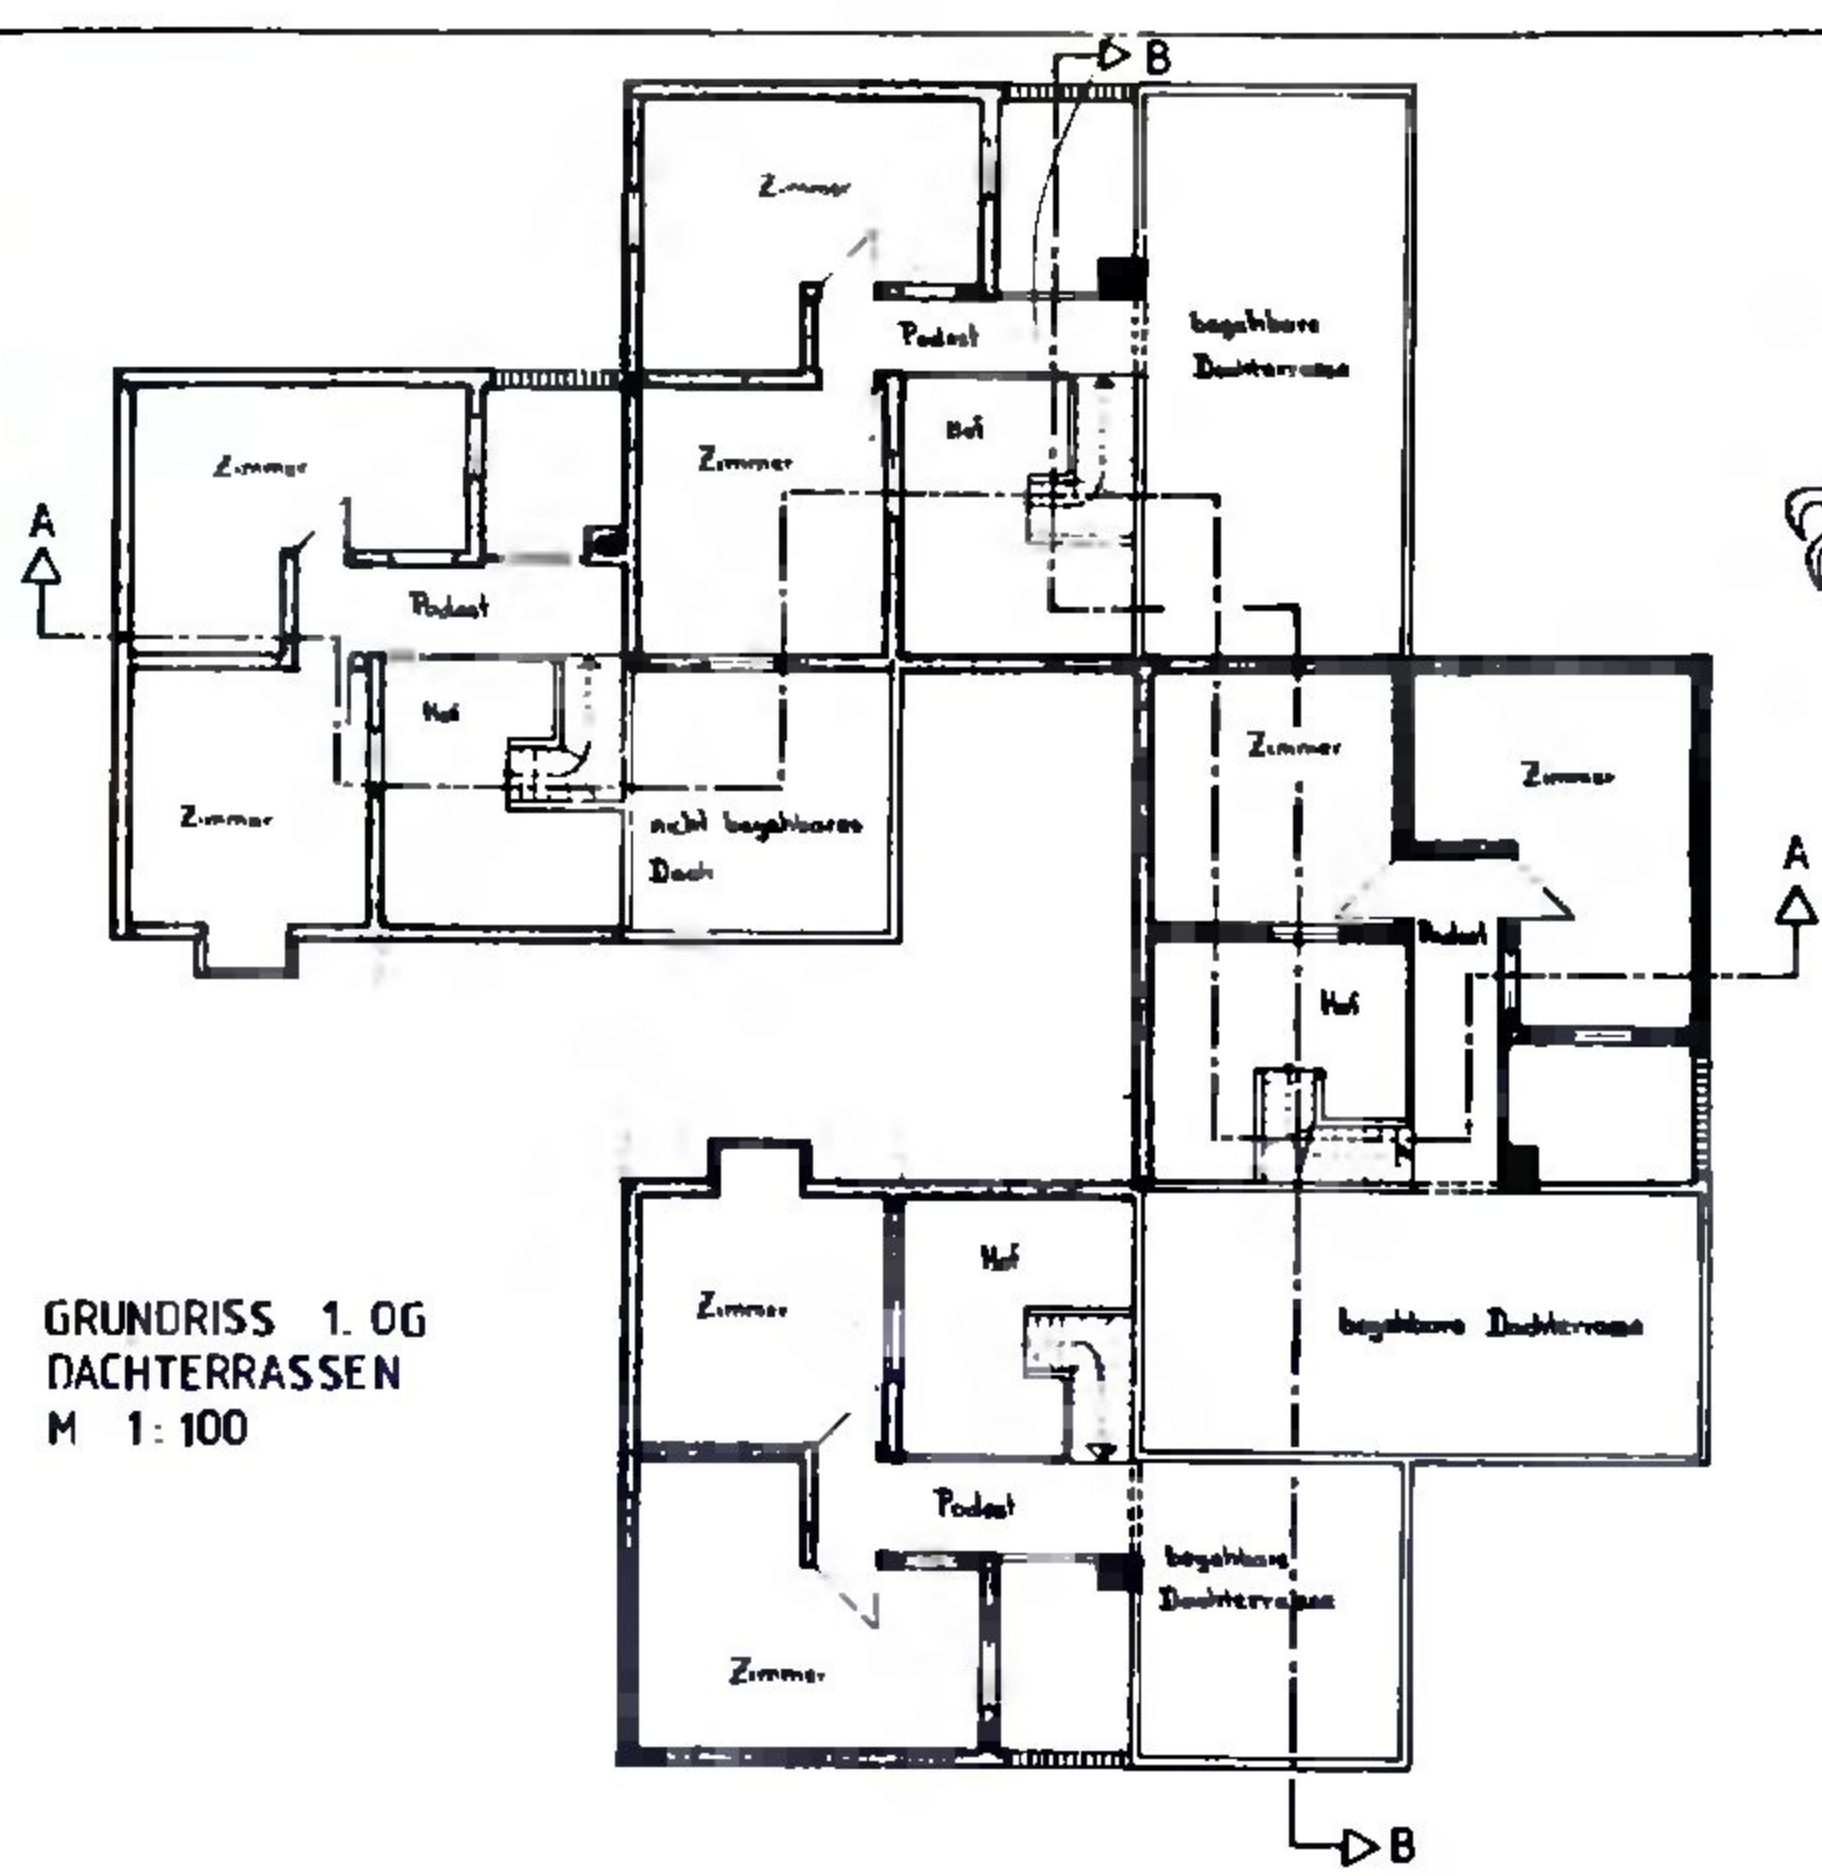 B
Zimmer
Podest
begehbare
Dachterrasse
Zimmer
Zimmer
Hof
A
Podest
Hof
Zimmer
nicht begehbares
Dach
Zimmer
Zimmer
A
Podest
Hof
Hof
Zimmer
begehbare Dachterrasse
GRUNDRISS 1. OG
DACHTERRASSEN
M 1:100
Podest
begehbare
Dachterrasse
Zimmer
B